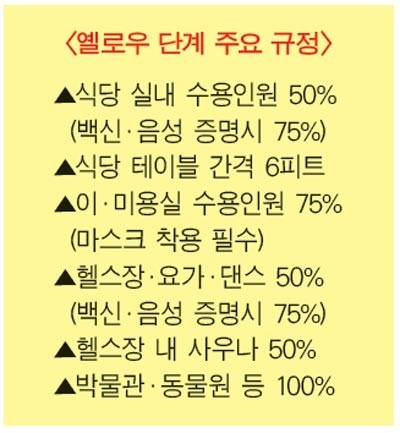 <옐로우 단계 주요 규정>
▲식당 실내 수용인원 50%
(백신·음성 증명시 75%)
▲식당 테이블 간격 6피트
▲이·미용실 수용인원 75%
(마스크 착용 필수)
▲헬스장·요가·댄스 50%
(백신·음성 증명시 75%)
▲헬스장 내 사우나 50%
▲박물관·동물원 등 100%